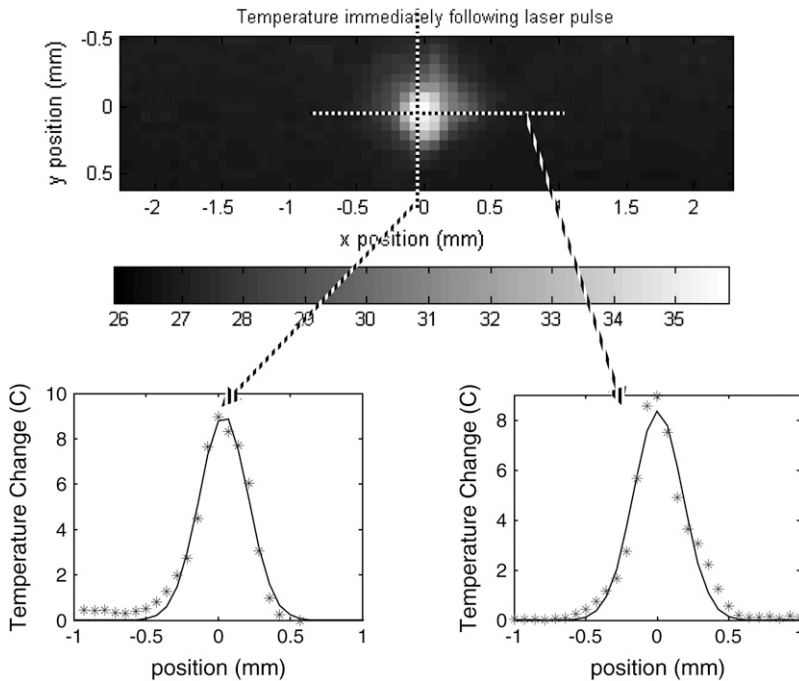 Temperature immediately following laser pulse
-0.5
0
0.5
y position (mm)
-2 -1.5 -1 -0.5 0 0.5 1 1.5 2
x position (mm)
26 27 28 29 30 31 32 33 34 35
10
8
6
4
2
0
Temperature Change (C)
-1 -0.5 0 0.5 1
position (mm)
8
6
4
2
0
Temperature Change (C)
-1 -0.5 0 0.5 1
position (mm)